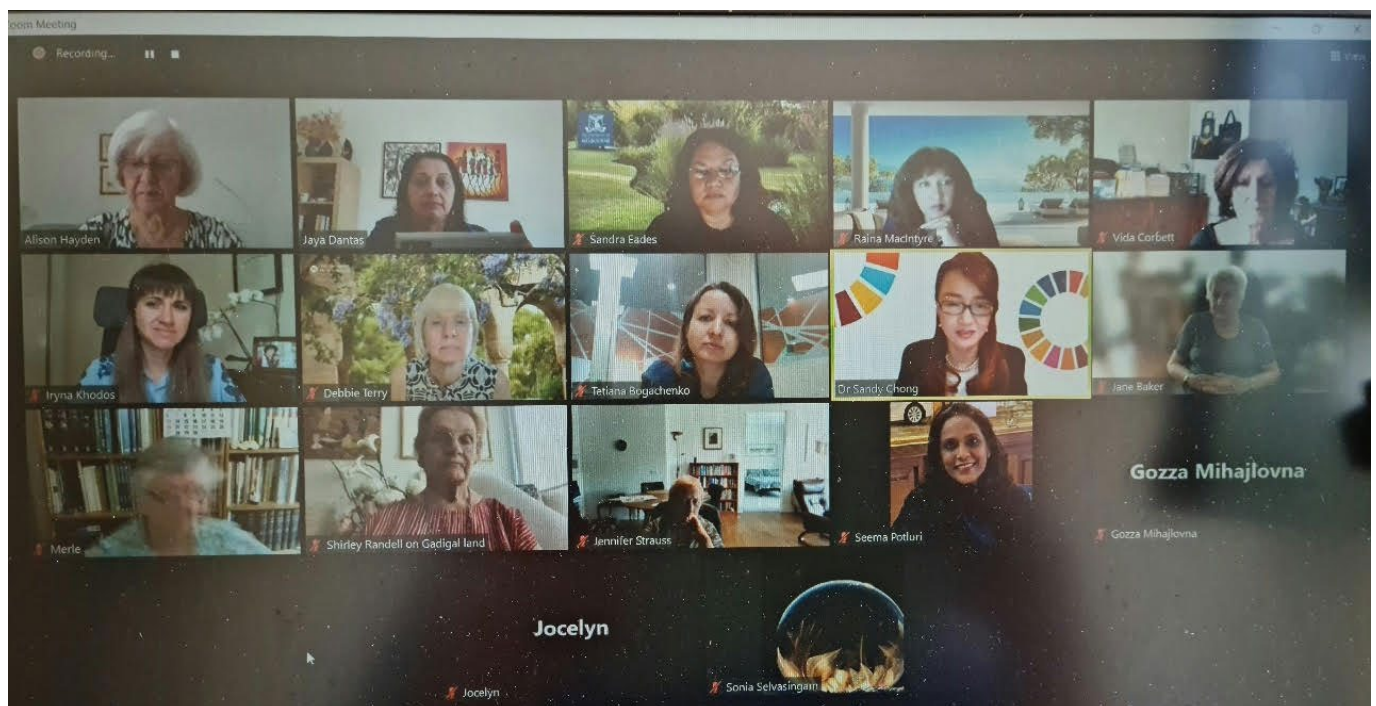 Zoom Meeting
Recording...
View
Alison Hayden
Jaya Dantas
MELBOURNE
Sandra Eades
Raina MacIntyre
Vida Corbett
Iryna Khodos
Debbie Terry
Tetiana Bogachenko
Dr Sandy Chong
Jane Baker
Merle
Shirley Randell on Gadigal land
Jennifer Strauss
Seema Potluri
Gozza Mihajlovna
Gozza Mihajlovna
Jocelyn
Jocelyn
Sonia Selvasingam